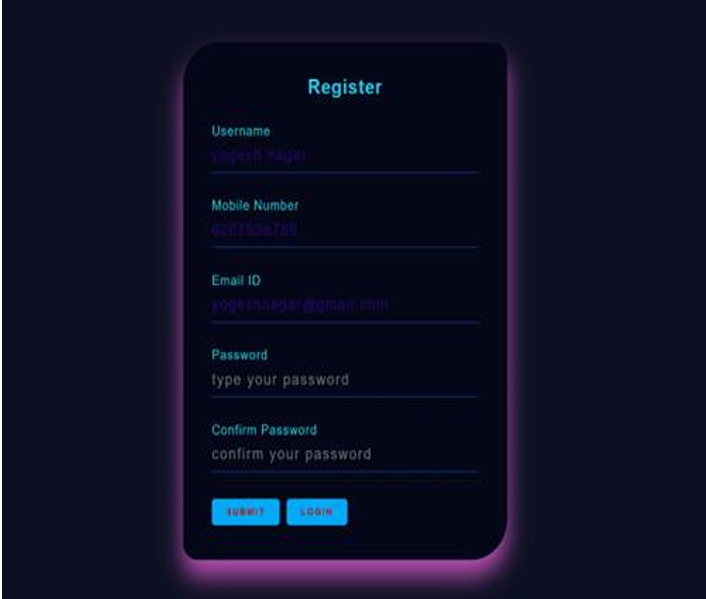 Register
Username
yogesh nagar
Mobile Number
Email ID
yogeshnagar@gmail.com
Password
type your password
Confirm Password
confirm your password
SUBMIT LOGIN